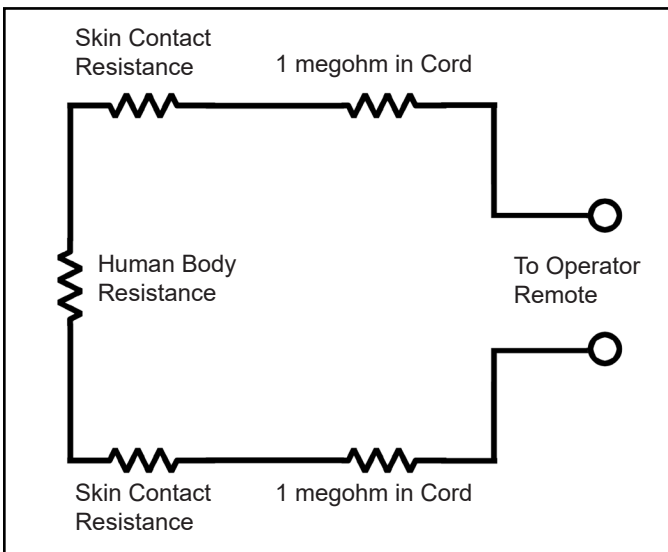 Skin Contact
Resistance
1 megohm in Cord
Human Body
Resistance
To Operator
Remote
Skin Contact
Resistance
1 megohm in Cord